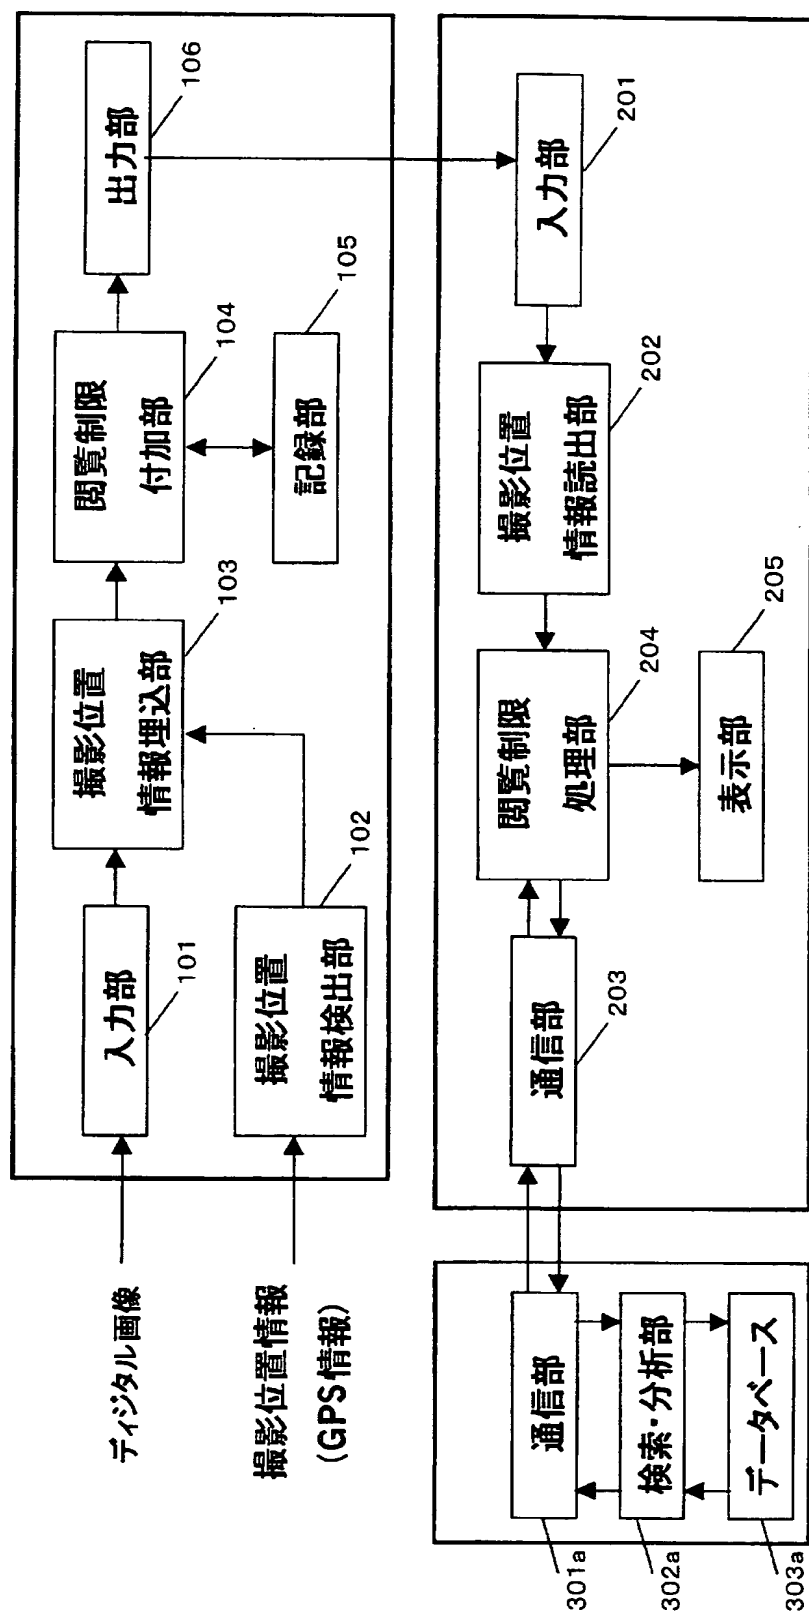 ディジタル画像
撮影位置情報
(GPS情報)
入力部
101
撮影位置
情報検出部
102
撮影位置
情報埋込部
103
閲覧制限
付加部
104
記録部
105
出力部
106
入力部
201
撮影位置
情報読出部
202
閲覧制限
処理部
204
表示部
205
通信部
203
通信部
301a
検索・分析部
302a
データベース
303a